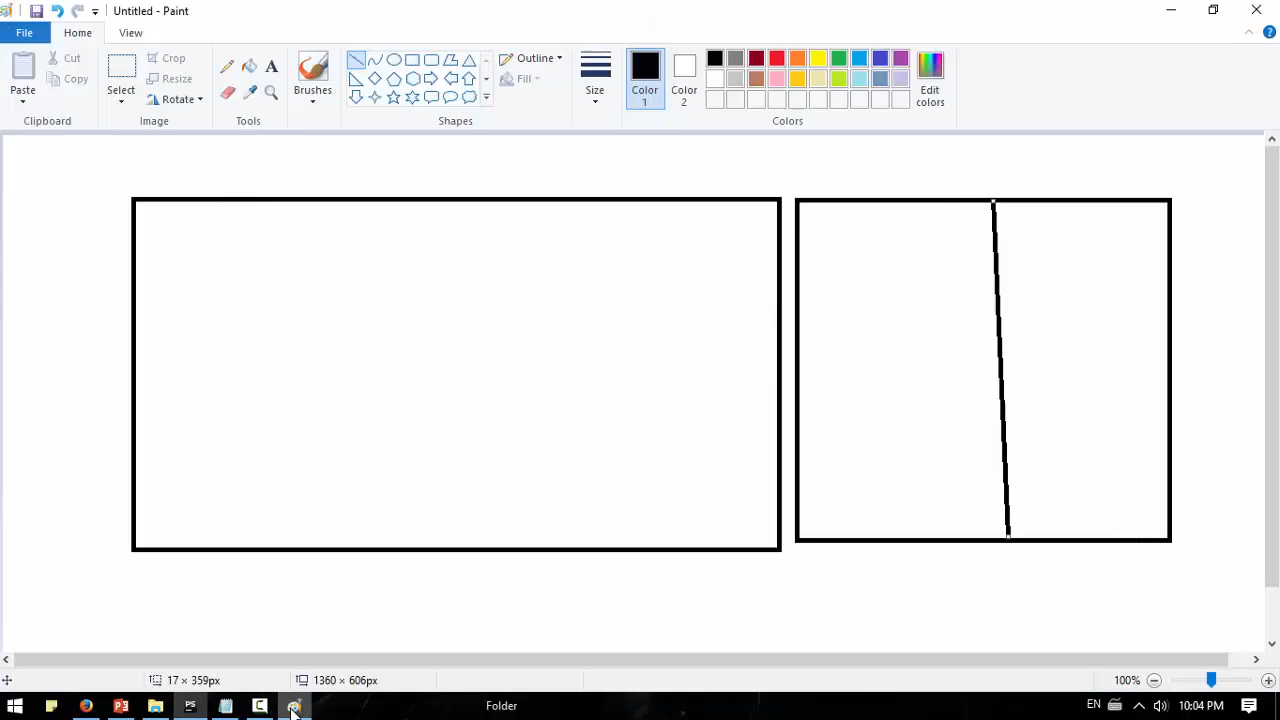 Untitled - Paint
File
Home
View
Paste
Cut
Copy
Clipboard
Select
Crop
Resize
Rotate
Image
A
Tools
Brushes
Shapes
Outline
Fill
Size
Color
1
Color
2
Colors
Edit
colors
17 × 359px
1360 × 606px
100%
PS
Folder
EN
10:04 PM